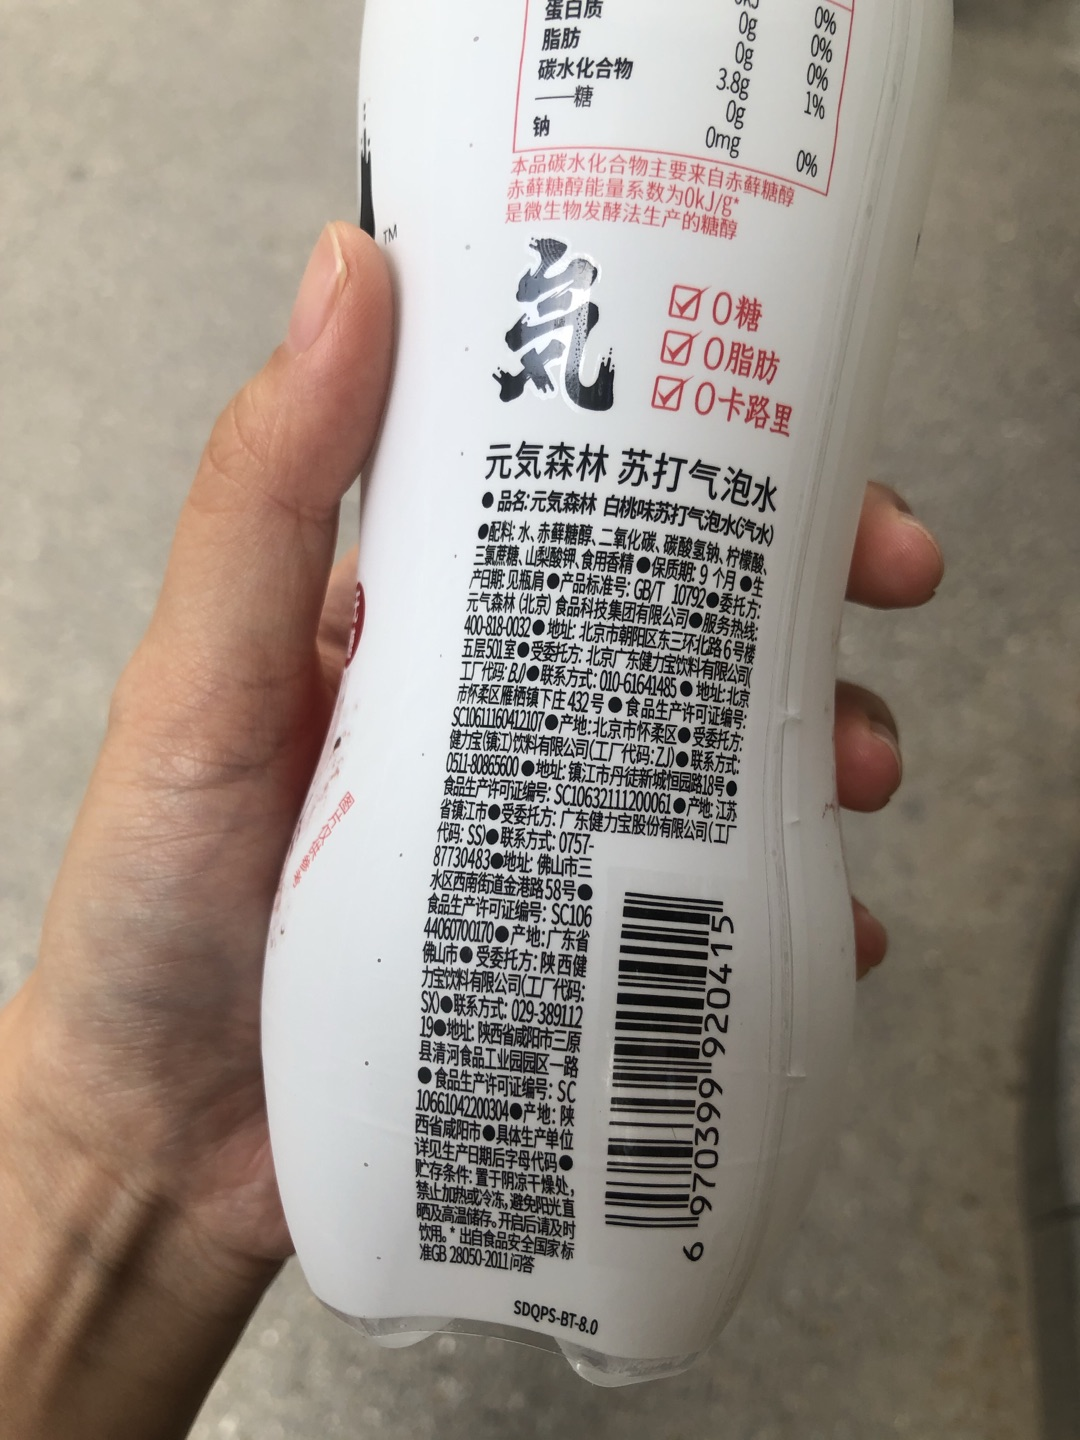 蛋白质 0g 0%
脂肪 0g 0%
碳水化合物 3.8g 1%
——糖 0g
钠 0mg 0%
本品碳水化合物主要来自赤藓糖醇
赤藓糖醇能量系数为0kJ/g*
是微生物发酵法生产的糖醇
TM
気
0糖
0脂肪
0卡路里
元気森林 苏打气泡水
●品名:元気森林 白桃味苏打气泡水(汽水)
●配料:水、赤藓糖醇、二氧化碳、碳酸氢钠、柠檬酸、
三氯蔗糖、山梨酸钾、食用香精●保质期: 9 个月●生
产日期: 见瓶肩●产品标准号: GB/T 10792●委托方:
元气森林 (北京) 食品科技集团有限公司●服务热线:
400-818-0032●地址: 北京市朝阳区东三环北路6号楼
五层501室●受委托方: 北京广东健力宝饮料有限公司(
工厂代码: BJ)●联系方式: 010-61641485●地址:北京
市怀柔区雁栖镇下庄 432号●食品生产许可证编号:
SC10611160412107●产地:北京市怀柔区●受委托方:
健力宝(镇江)饮料有限公司(工厂代码:ZJ)●联系方式:
0511-80865600●地址: 镇江市丹徒新城恒园路18号●
食品生产许可证编号: SC10632111200061●产地: 江苏
省镇江市●受委托方: 广东健力宝股份有限公司(工厂
代码: SS)●联系方式: 0757-
87730483●地址: 佛山市三
水区西南街道金港路58号●
食品生产许可证编号: SC106
44060700170●产地:广东省
佛山市●受委托方: 陕西健
力宝饮料有限公司(工厂代码:
SX)●联系方式: 029-389112
19●地址: 陕西省咸阳市三原
县清河食品工业园园区一路
●食品生产许可证编号: SC
10661042200304●产地: 陕
西省咸阳市●具体生产单位
详见生产日期后字母代码●
贮存条件: 置于阴凉干燥处,
禁止加热或冷冻, 避免阳光直
晒及高温储存。开启后请及时
饮用。* 出自食品安全国家标
准GB 28050-2011问答
6 970399 920415
SDQPS-BT-8.0